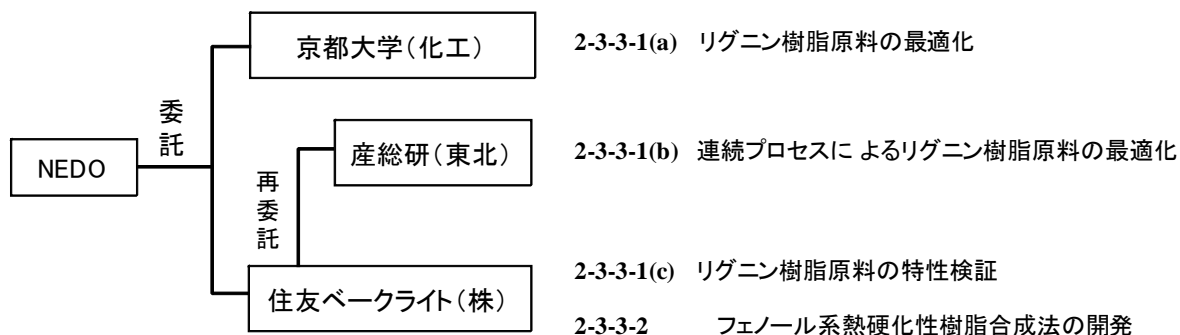 京都大学(化工) 2-3-3-1(a) リグニン樹脂原料の最適化
委託
産総研(東北) 2-3-3-1(b) 連続プロセスに よるリグニン樹脂原料の最適化
NEDO
再委託
2-3-3-1(c) リグニン樹脂原料の特性検証
住友ベークライト(株)
2-3-3-2 フェノール系熱硬化性樹脂合成法の開発